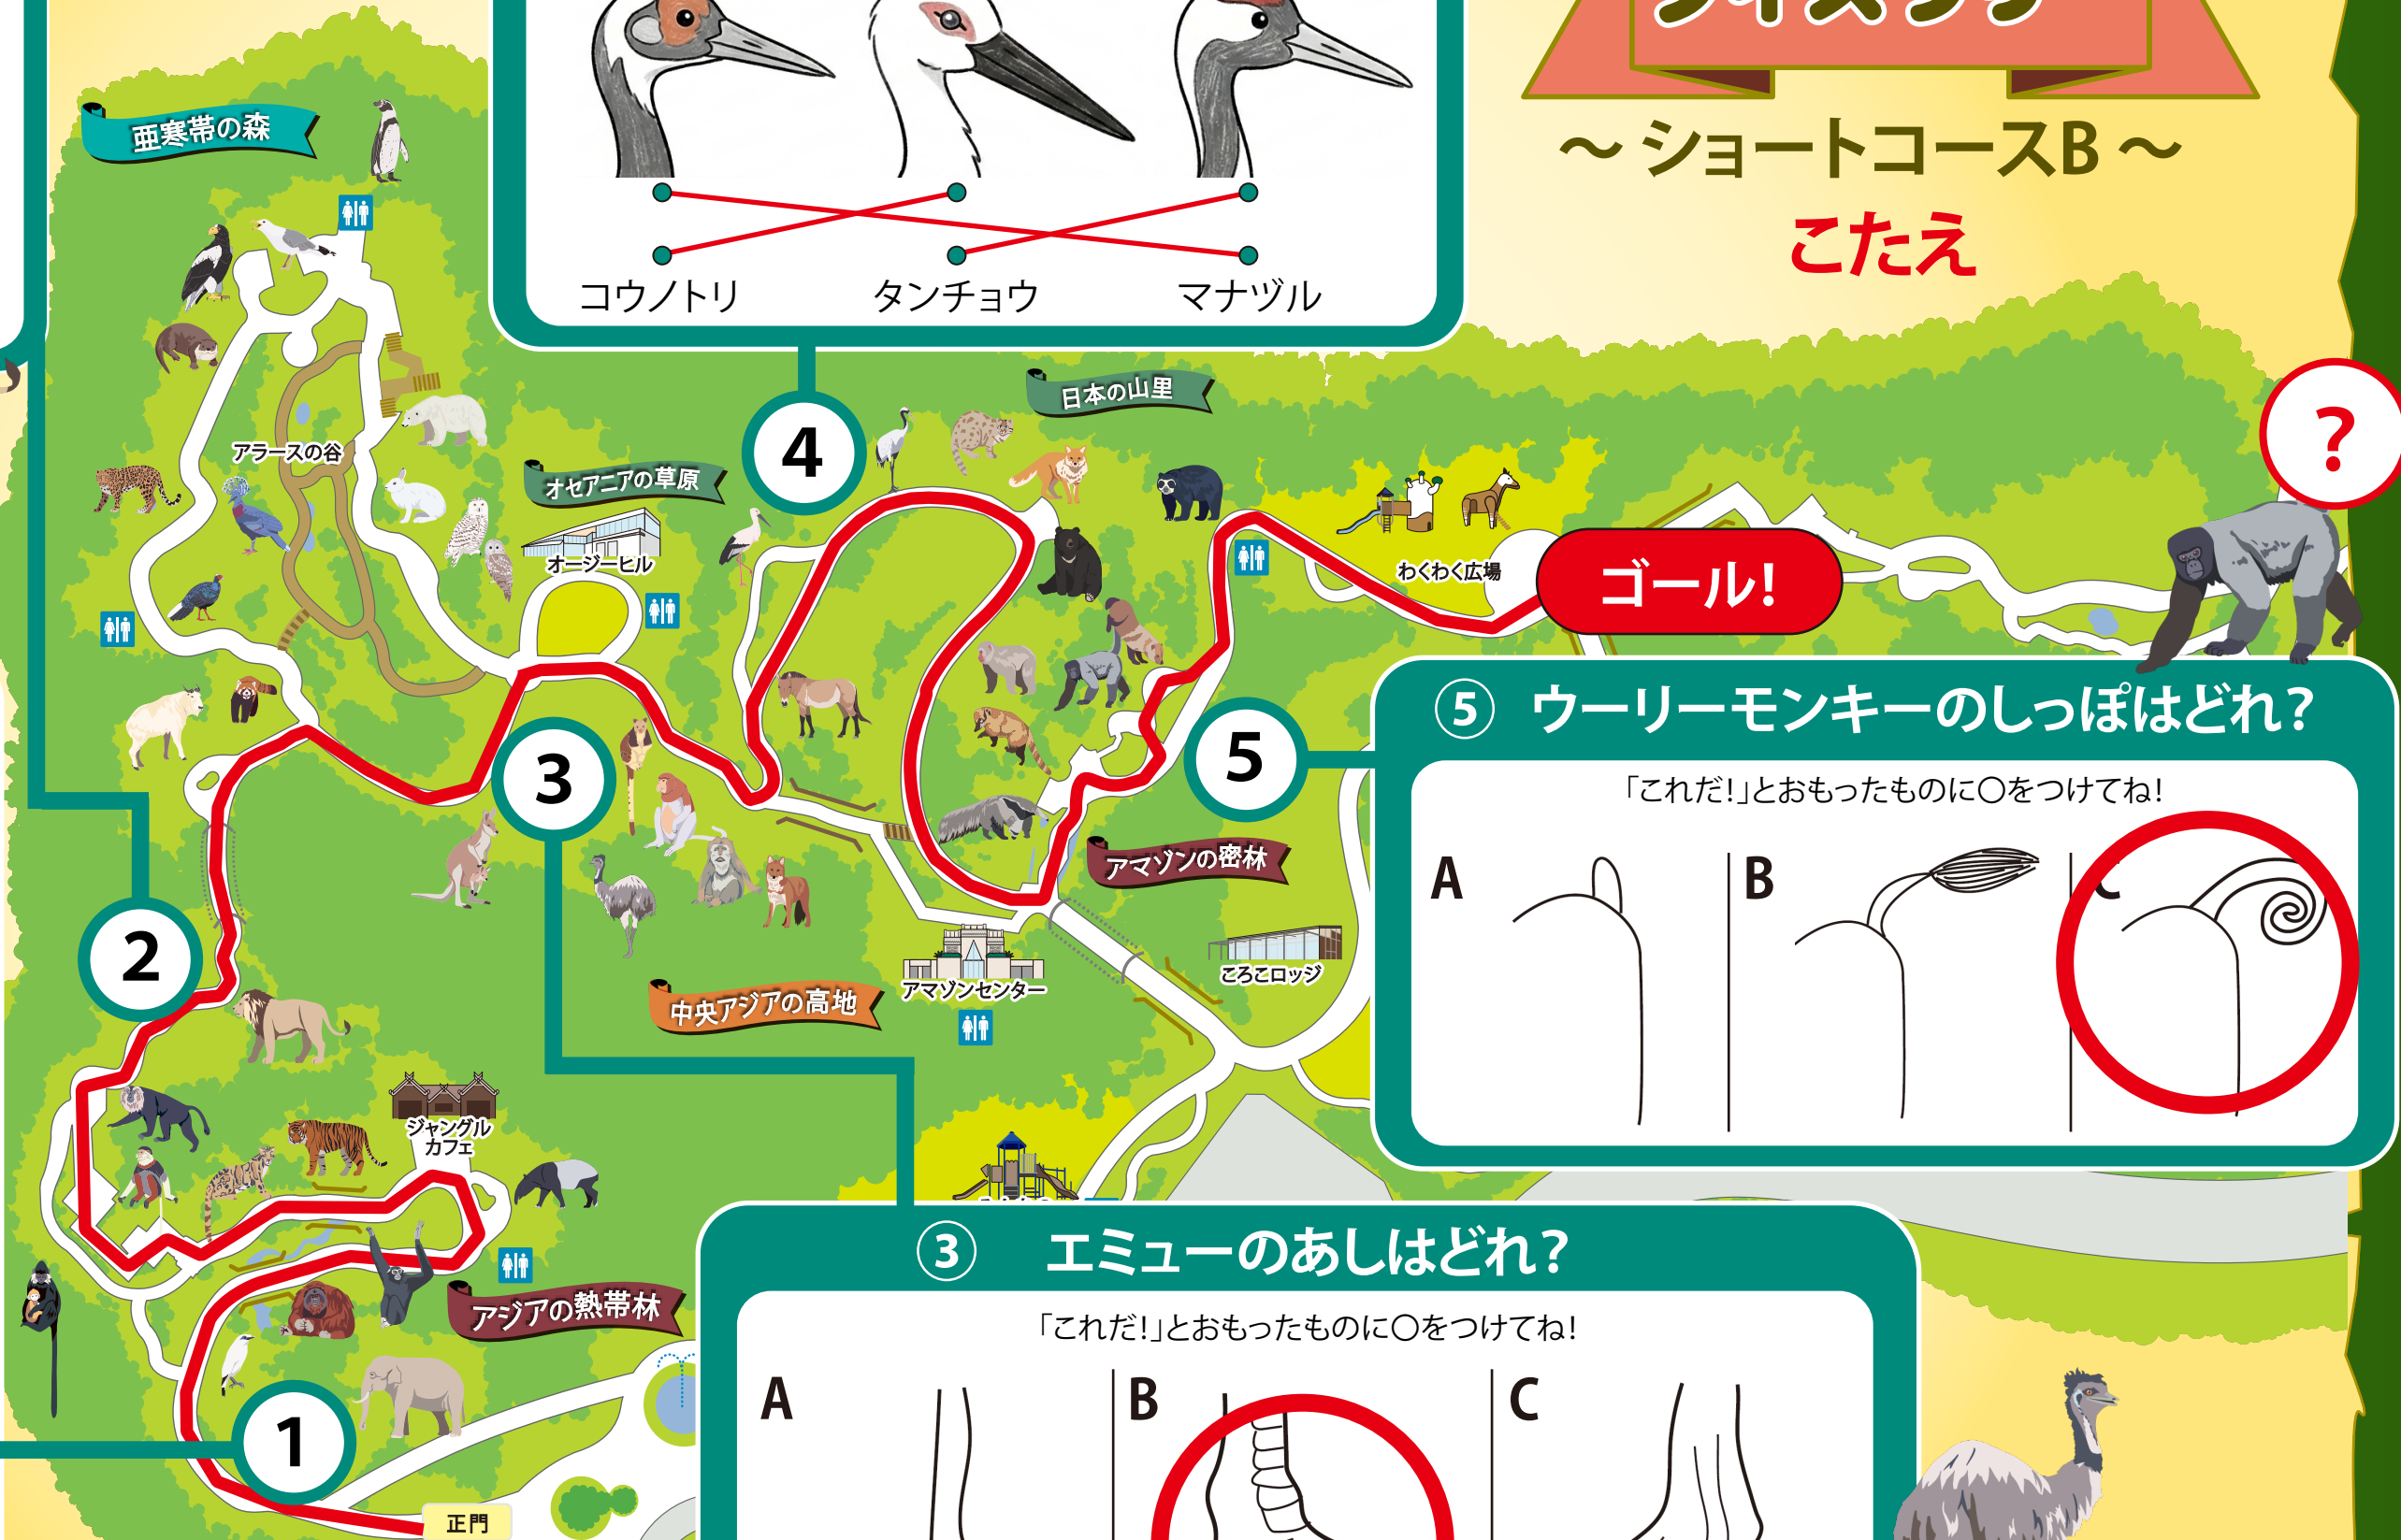 〜 ショートコースB 〜
こたえ
コウノトリ
タンチョウ
マナヅル
亜寒帯の森
アラースの谷
オセアニアの草原
オージーヒル
4
日本の山里
わくわく広場
ゴール!
?
3
2
5
アマゾンの密林
ころころロッジ
アマゾンセンター
中央アジアの高地
ジャングル
カフェ
アジアの熱帯林
1
正門
⑤ ウーリーモンキーのしっぽはどれ?
「これだ!」とおもったものに〇をつけてね!
A
B
③ エミューのあしはどれ?
「これだ!」とおもったものに〇をつけてね!
A
B
C